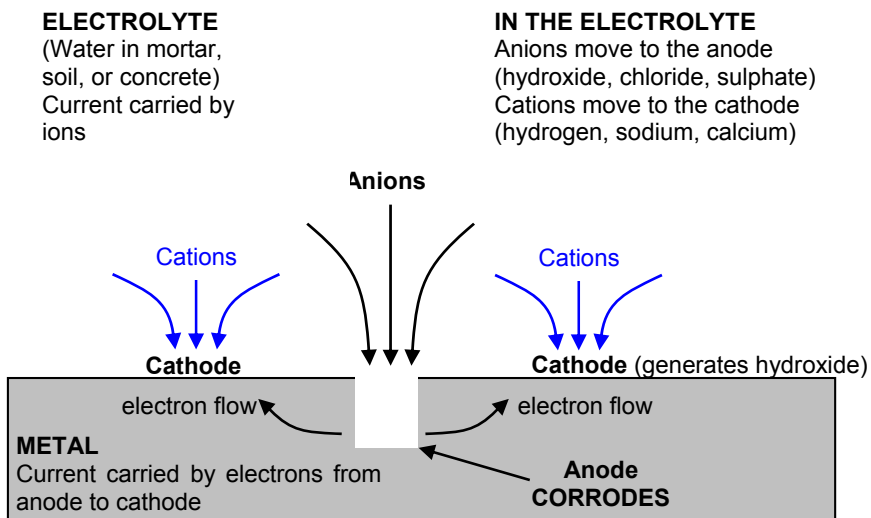 ELECTROLYTE
(Water in mortar,
soil, or concrete)
Current carried by
ions
IN THE ELECTROLYTE
Anions move to the anode
(hydroxide, chloride, sulphate)
Cations move to the cathode
(hydrogen, sodium, calcium)
Anions
Cations
Cations
Cathode
Cathode (generates hydroxide)
electron flow
electron flow
METAL
Current carried by electrons from
anode to cathode
Anode
CORRODES